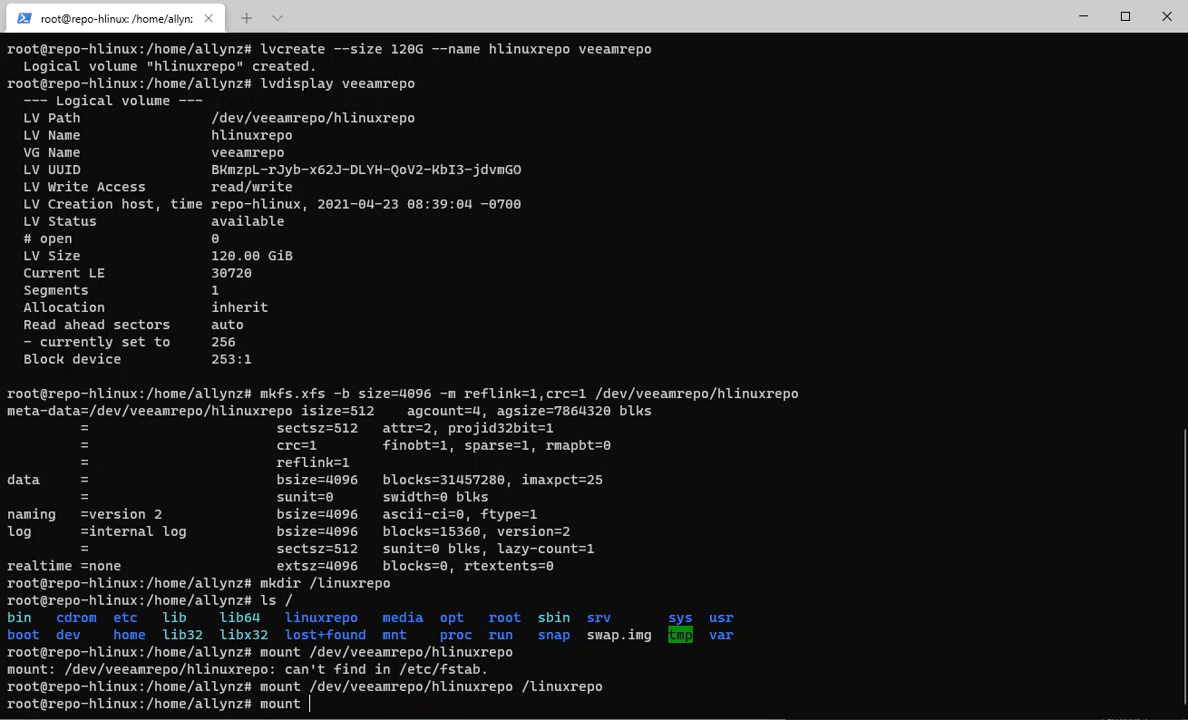 root@repo-hlinux: /home/allynz
root@repo-hlinux:/home/allynz# lvcreate --size 120G --name hlinuxrepo veeamrepo
  Logical volume "hlinuxrepo" created.
root@repo-hlinux:/home/allynz# lvdisplay veeamrepo
  --- Logical volume ---
  LV Path                /dev/veeamrepo/hlinuxrepo
  LV Name                hlinuxrepo
  VG Name                veeamrepo
  LV UUID                BKmzpL-rJyb-x62J-DLYH-QoV2-KbI3-jdvmGO
  LV Write Access        read/write
  LV Creation host, time repo-hlinux, 2021-04-23 08:39:04 -0700
  LV Status              available
  # open                 0
  LV Size                120.00 GiB
  Current LE             30720
  Segments               1
  Allocation             inherit
  Read ahead sectors     auto
  - currently set to     256
  Block device           253:1
root@repo-hlinux:/home/allynz# mkfs.xfs -b size=4096 -m reflink=1,crc=1 /dev/veeamrepo/hlinuxrepo
meta-data=/dev/veeamrepo/hlinuxrepo isize=512    agcount=4, agsize=7864320 blks
         =                       sectsz=512   attr=2, projid32bit=1
         =                       crc=1        finobt=1, sparse=1, rmapbt=0
         =                       reflink=1
data     =                       bsize=4096   blocks=31457280, imaxpct=25
         =                       sunit=0      swidth=0 blks
naming   =version 2              bsize=4096   ascii-ci=0, ftype=1
log      =internal log           bsize=4096   blocks=15360, version=2
         =                       sectsz=512   sunit=0 blks, lazy-count=1
realtime =none                   extsz=4096   blocks=0, rtextents=0
root@repo-hlinux:/home/allynz# mkdir /linuxrepo
root@repo-hlinux:/home/allynz# ls /
bin   cdrom  etc   lib    lib64   linuxrepo   media  opt   root  sbin  srv       sys  usr
boot  dev    home  lib32  libx32  lost+found  mnt    proc  run   snap  swap.img  tmp  var
root@repo-hlinux:/home/allynz# mount /dev/veeamrepo/hlinuxrepo
mount: /dev/veeamrepo/hlinuxrepo: can't find in /etc/fstab.
root@repo-hlinux:/home/allynz# mount /dev/veeamrepo/hlinuxrepo /linuxrepo
root@repo-hlinux:/home/allynz# mount